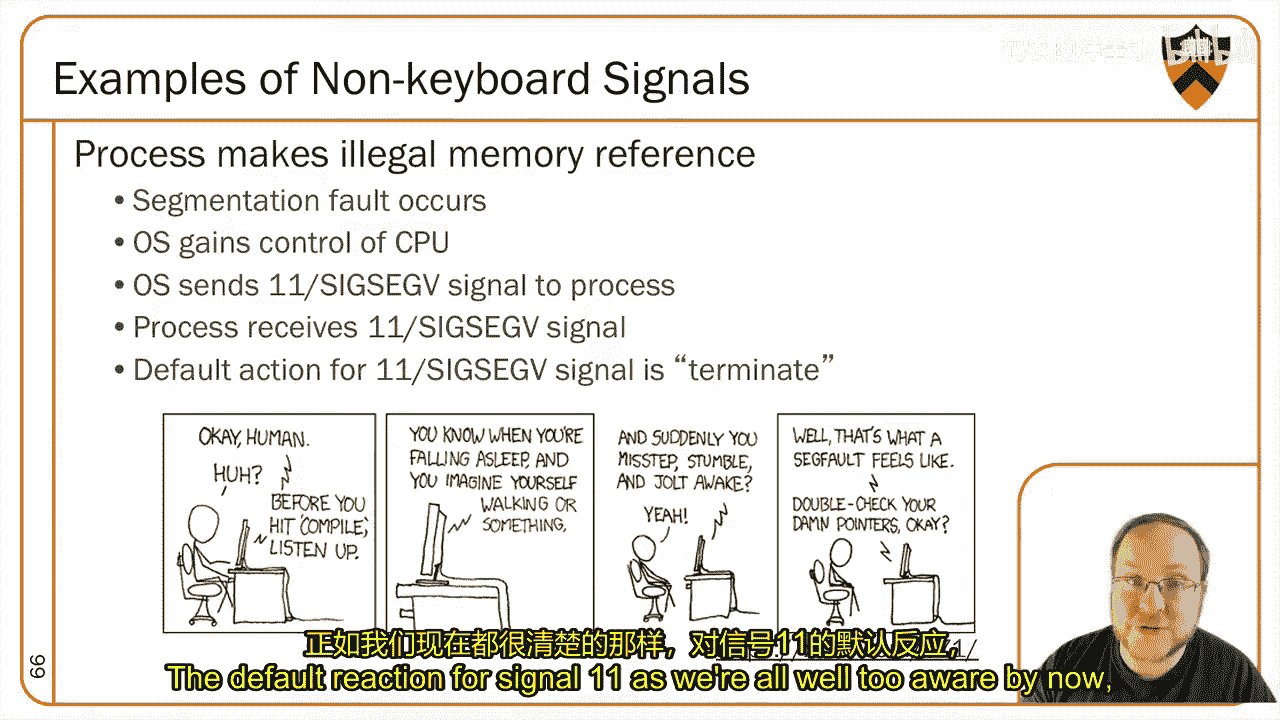 Examples of Non-keyboard Signals
Process makes illegal memory reference
• Segmentation fault occurs
• OS gains control of CPU
• OS sends 11/SIGSEGV signal to process
• Process receives 11/SIGSEGV signal
• Default action for 11/SIGSEGV signal is “terminate”
OKAY, HUMAN.
HUH?
BEFORE YOU
HIT 'COMPILE,'
LISTEN UP.
YOU KNOW WHEN YOU'RE
FALLING ASLEEP, AND
YOU IMAGINE YOURSELF
WALKING OR
SOMETHING,
AND SUDDENLY YOU
MISSTEP, STUMBLE,
AND JOLT AWAKE?
YEAH!
WELL, THAT'S WHAT A
SEGFAULT FEELS LIKE.
DOUBLE-CHECK YOUR
DAMN POINTERS, OKAY?
66
正如我们现在都很清楚的那样，对信号11的默认反应，
The default reaction for signal 11 as we're all well too aware by now,